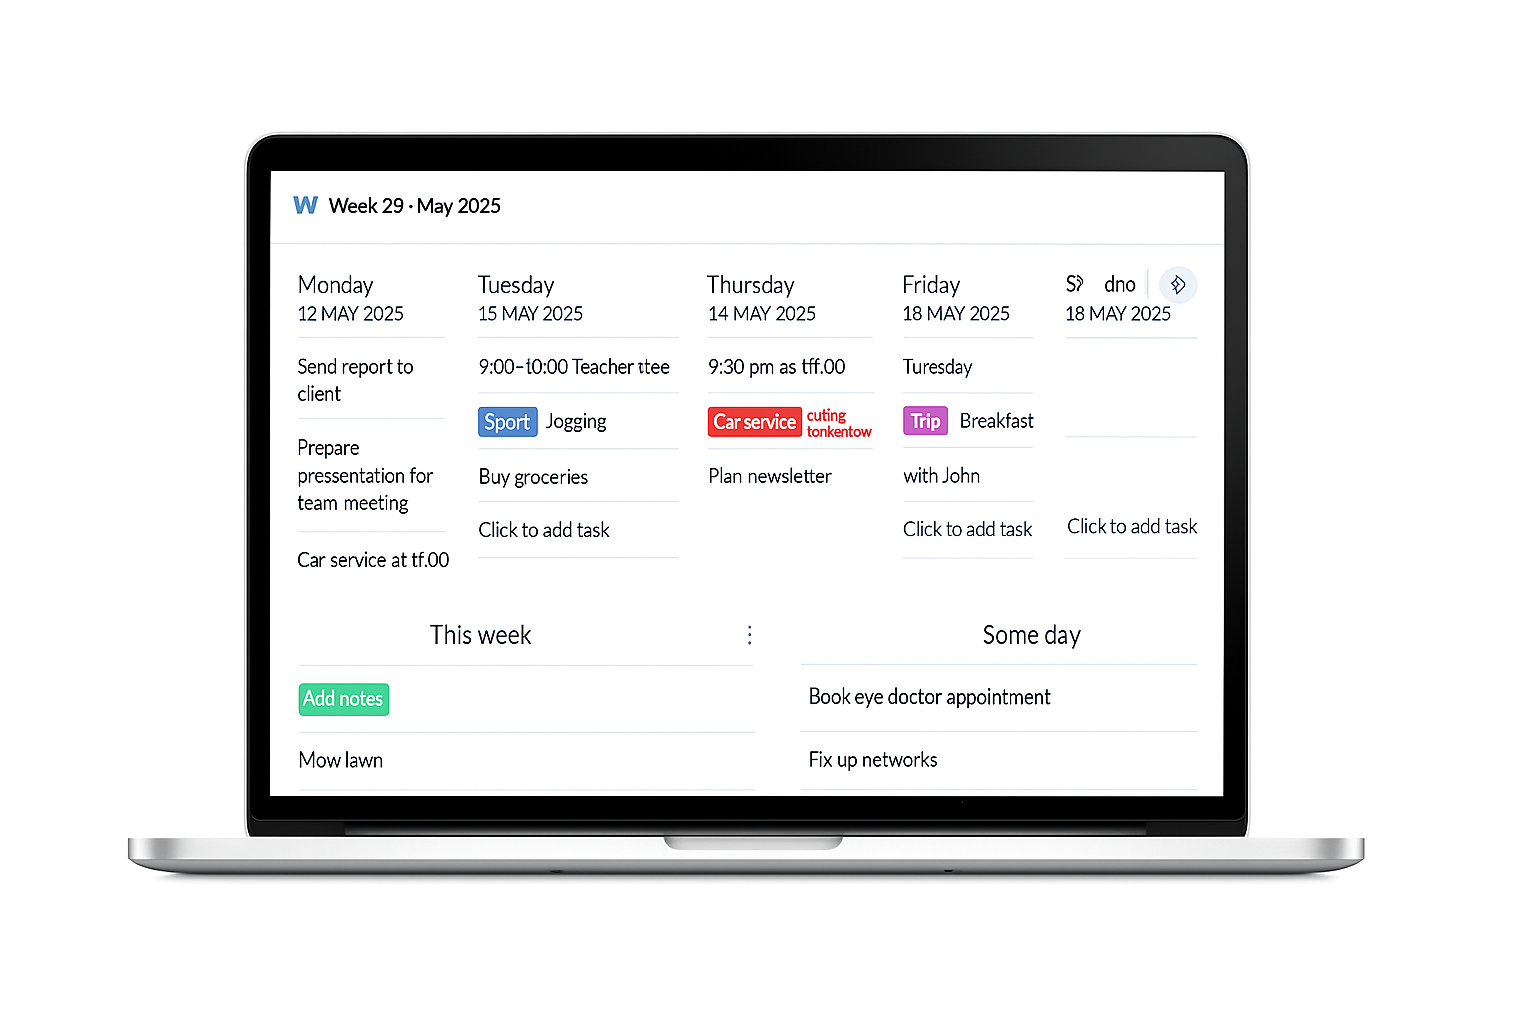 W Week 29 · May 2025
Monday
12 MAY 2025
Send report to
client
Prepare
pressentation for
team meeting
Car service at tf.00
Tuesday
15 MAY 2025
9:00–10:00 Teacher ttee
Sport Jogging
Buy groceries
Click to add task
Thursday
14 MAY 2025
9:30 pm as tff.00
Car service cuting
tonkentow
Plan newsletter
Friday
18 MAY 2025
Turesday
Trip Breakfast
with John
Click to add task
dno
18 MAY 2025
Click to add task
This week
Add notes
Mow lawn
Some day
Book eye doctor appointment
Fix up networks